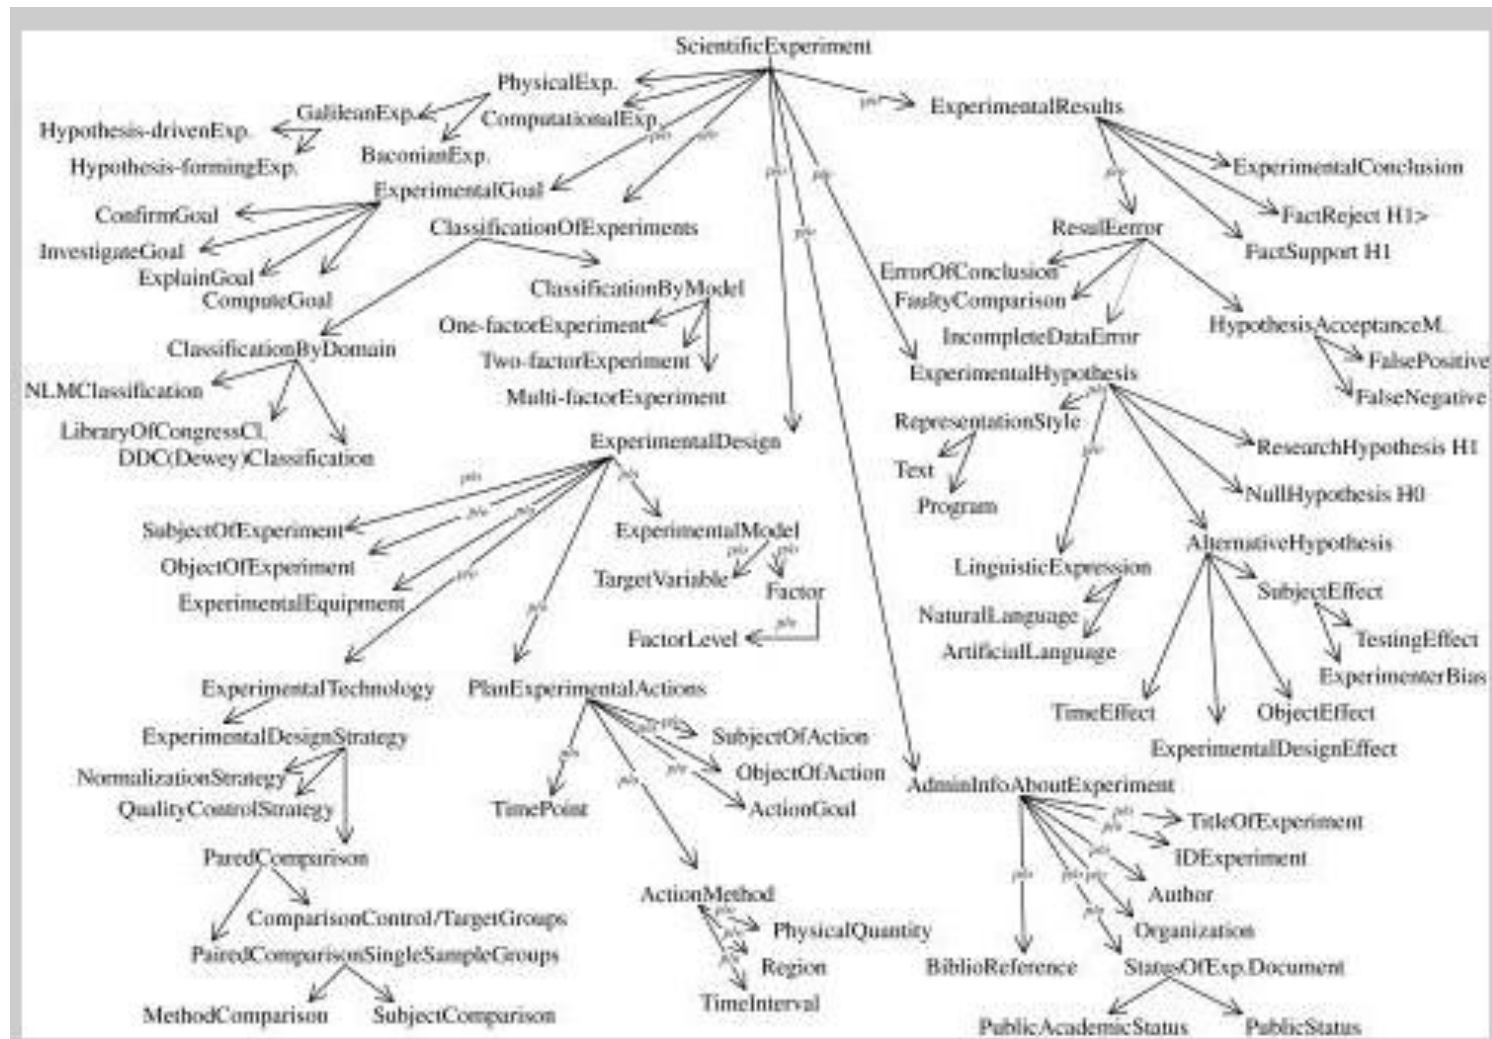 ScientificExperiment
PhysicalExp.
GalileanExp.
ComputationalExp.
p/o
ExperimentalResults
Hypothesis-drivenExp.
p/o
p/o
Hypothesis-formingExp.
BaconianExp.
ExperimentalConclusion
ExperimentalGoal
p/o
p/o
p/o
ConfirmGoal
FactReject H1>
ClassificationOfExperiments
p/o
ResulEerror
InvestigateGoal
FactSupport H1
ExplainGoal
ErrorOfConclusion
ComputeGoal
ClassificationByModel
FaultyComparison
One-factorExperiment
HypothesisAcceptanceM.
IncompleteDataError
ClassificationByDomain
Two-factorExperiment
FalsePositive
ExperimentalHypothesis
NLMClassification
Multi-factorExperiment
p/o
FalseNegative
LibraryOfCongressCl.
RepresentationStyle
DDC(Dewey)Classification
ExperimentalDesign
ResearchHypothesis H1
p/o
p/o
Text
p/o
NullHypothesis H0
p/o
p/o
Program
SubjectOfExperiment
ExperimentalModel
AlternativeHypothesis
ObjectOfExperiment
p/o
p/o
LinguisticExpression
p/o
TargetVariable
Factor
SubjectEffect
ExperimentalEquipment
p/o
p/o
NaturalLanguage
FactorLevel
TestingEffect
ArtificialLanguage
ExperimenterBias
ExperimentalTechnology
PlanExperimentalActions
TimeEffect
ObjectEffect
ExperimentalDesignStrategy
p/o
p/o
SubjectOfAction
ExperimentalDesignEffect
p/o
p/o
NormalizationStrategy
p/o
ObjectOfAction
AdminInfoAboutExperiment
QualityControlStrategy
TimePoint
ActionGoal
p/o
TitleOfExperiment
p/o
PairedComparison
p/o
IDExperiment
p/o
p/o
p/o
ActionMethod
Author
ComparisonControl/TargetGroups
p/o
p/o
PhysicalQuantity
p/o
Organization
PairedComparisonSingleSampleGroups
p/o
Region
BiblioReference
StatusOfExp.Document
MethodComparison
SubjectComparison
TimeInterval
PublicAcademicStatus
PublicStatus